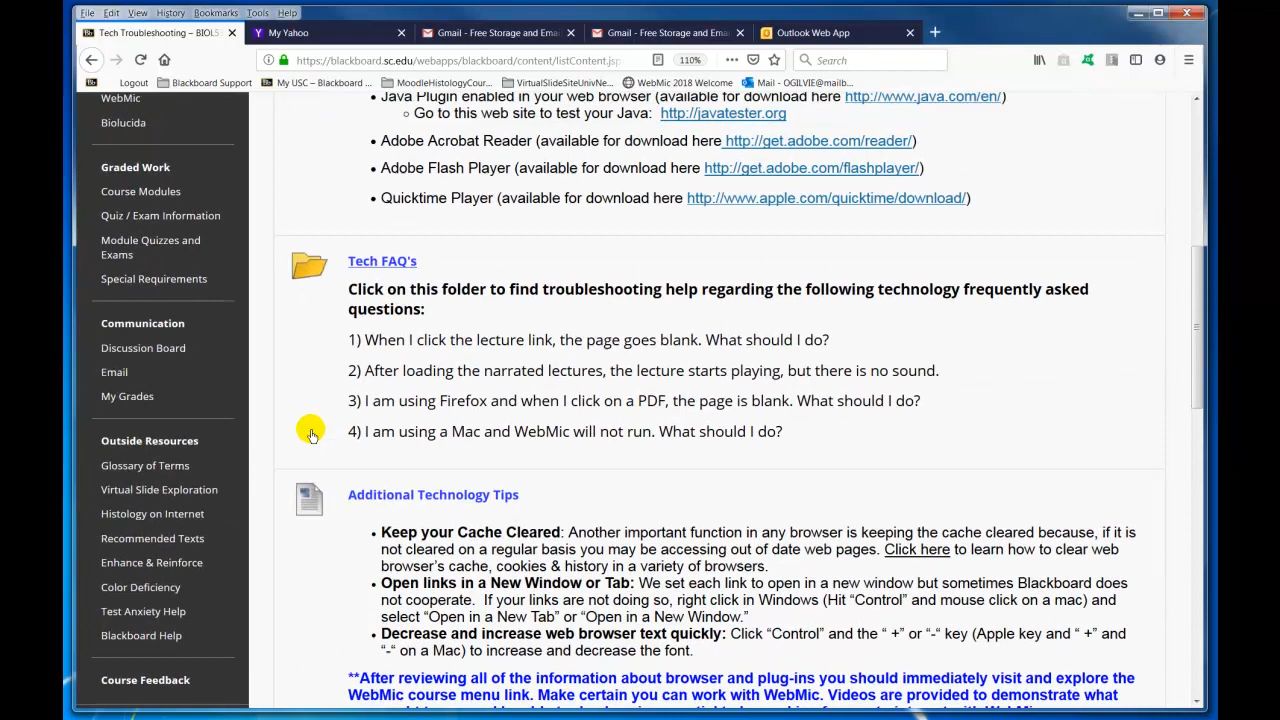 File Edit View History Bookmarks Tools Help
Tech Troubleshooting – BIOL5
My Yahoo
Gmail - Free Storage and Emai
Gmail - Free Storage and Emai
Outlook Web App
https://blackboard.sc.edu/webapps/blackboard/content/listContent.jsp
110%
Search
Logout
Blackboard Support
My USC – Blackboard
MoodleHistologyCour...
VirtualSlideSiteUnivNe...
WebMic 2018 Welcome
Mail - OGILVIE@mailb...
WebMic
Biolucida
Graded Work
Course Modules
Quiz / Exam Information
Module Quizzes and
Exams
Special Requirements
Communication
Discussion Board
Email
My Grades
Outside Resources
Glossary of Terms
Virtual Slide Exploration
Histology on Internet
Recommended Texts
Enhance & Reinforce
Color Deficiency
Test Anxiety Help
Blackboard Help
Course Feedback
• Java Plugin enabled in your web browser (available for download here http://www.java.com/en/)
○ Go to this web site to test your Java: http://javatester.org
• Adobe Acrobat Reader (available for download here http://get.adobe.com/reader/)
• Adobe Flash Player (available for download here http://get.adobe.com/flashplayer/)
• Quicktime Player (available for download here http://www.apple.com/quicktime/download/)
Tech FAQ's
Click on this folder to find troubleshooting help regarding the following technology frequently asked
questions:
1) When I click the lecture link, the page goes blank. What should I do?
2) After loading the narrated lectures, the lecture starts playing, but there is no sound.
3) I am using Firefox and when I click on a PDF, the page is blank. What should I do?
4) I am using a Mac and WebMic will not run. What should I do?
Additional Technology Tips
• Keep your Cache Cleared: Another important function in any browser is keeping the cache cleared because, if it is
not cleared on a regular basis you may be accessing out of date web pages. Click here to learn how to clear web
browser's cache, cookies & history in a variety of browsers.
• Open links in a New Window or Tab: We set each link to open in a new window but sometimes Blackboard does
not cooperate. If your links are not doing so, right click in Windows (Hit “Control” and mouse click on a mac) and
select “Open in a New Tab” or “Open in a New Window.”
• Decrease and increase web browser text quickly: Click “Control” and the “ +” or “-“ key (Apple key and “ +” and
“-“ on a Mac) to increase and decrease the font.
**After reviewing all of the information about browser and plug-ins you should immediately visit and explore the
WebMic course menu link. Make certain you can work with WebMic. Videos are provided to demonstrate what